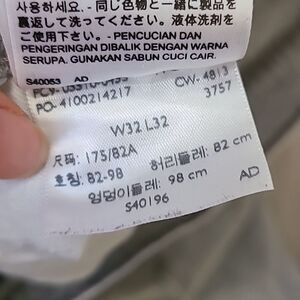 사용하세요. - 同じ色物と一緒に製品を
裏返して洗ってください。液体洗剤を
ご使用ください。- PENCUCIAN DAN
PENGERINGAN DIBALIK DENGAN WARNA
SERUPA. GUNAKAN SABUN CUCI CAIR.
S40053 AD
PO-4100214217 CW- 4813
3757
W32 L32
尺码: 175/82A
호칭: 82-98 허리둘레: 82 cm
엉덩이둘레: 98 cm AD
S40196